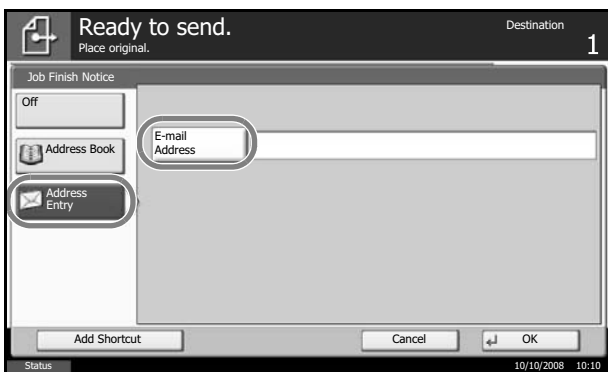 Ready to send.
Destination
Place original.
1
Job Finish Notice
Off
Address Book
E-mail
Address
Address
Entry
Add Shortcut
Cancel
OK
Status
10/10/2008 10:10